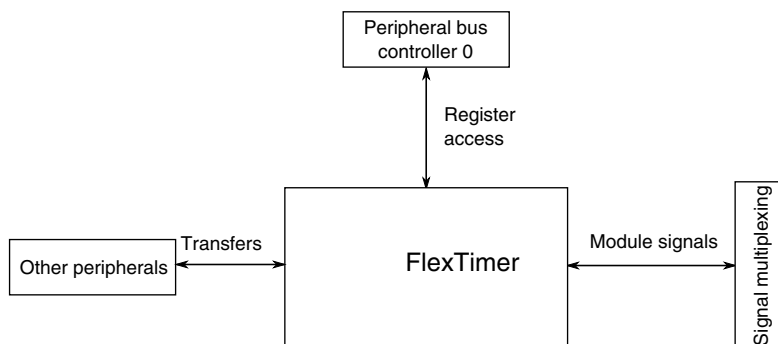 Peripheral bus
controller 0
Register
access
Transfers
Other peripherals
FlexTimer
Module signals
Signal multiplexing